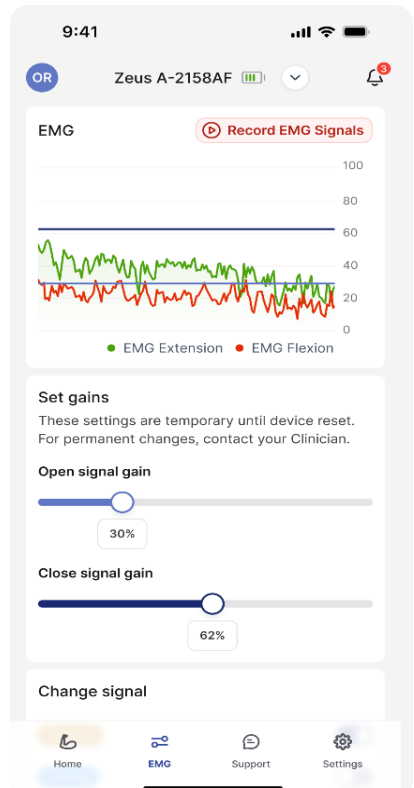 9:41
OR
Zeus A-2158AF
3
EMG
Record EMG Signals
100
80
60
40
20
0
EMG Extension
EMG Flexion
Set gains
These settings are temporary until device reset.
For permanent changes, contact your Clinician.
Open signal gain
30%
Close signal gain
62%
Change signal
Home
EMG
Support
Settings